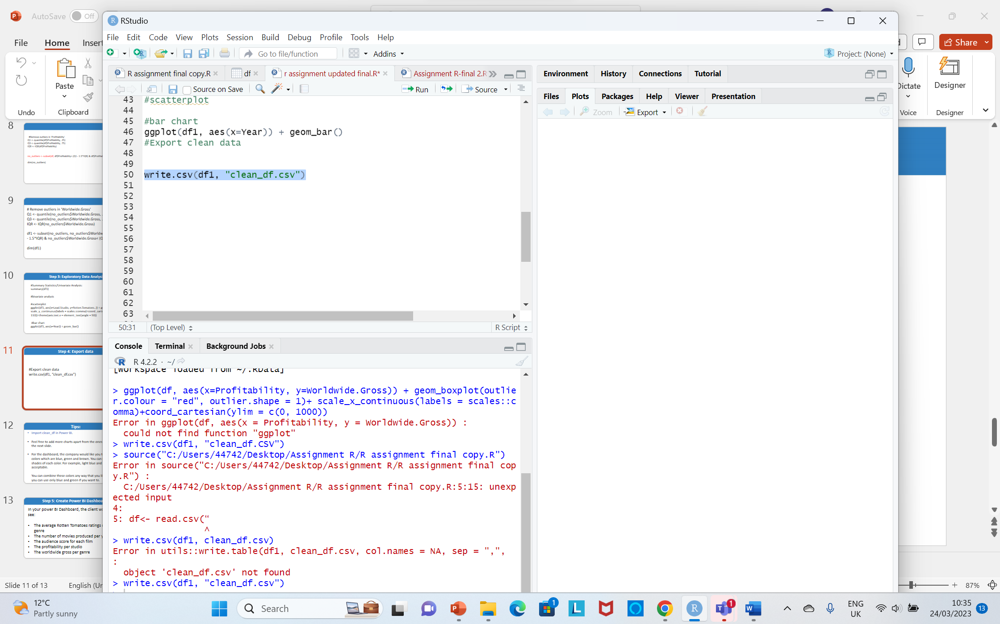 AutoSave Off
File Home Insert
Paste
Undo Clipboard
RStudio
File Edit Code View Plots Session Build Debug Profile Tools Help
Go to file/function Addins Project: (None)
Share
Dictate
Designer
Voice
Designer
R assignment final copy.R df r assignment updated final.R* Assignment R-final 2.R
Source on Save Run Source
43 #scatterplot
44
45 #bar chart
46 ggplot(df1, aes(x=Year)) + geom_bar()
47 #Export clean data
48
49
50 write.csv(df1, "clean_df.csv")
51
52
53
54
55
56
57
58
59
60
61
62
63
50:31 (Top Level) R Script
Console Terminal Background Jobs
R 4.2.2 · ~/
[Workspace loaded from ~/.RData]
> ggplot(df, aes(x=Profitability, y=Worldwide.Gross)) + geom_boxplot(outlie
r.colour = "red", outlier.shape = 1)+ scale_x_continuous(labels = scales::c
omma)+coord_cartesian(ylim = c(0, 1000))
Error in ggplot(df, aes(x = Profitability, y = Worldwide.Gross)) :
could not find function "ggplot"
> write.csv(df1, "clean_df.CSV")
> source("C:/Users/44742/Desktop/Assignment R/R assignment final copy.R")
Error in source("C:/Users/44742/Desktop/Assignment R/R assignment final cop
y.R") :
C:/Users/44742/Desktop/Assignment R/R assignment final copy.R:5:15: unexp
ected input
4:
5: df<- read.csv(“
^
> write.csv(df1, clean_df.csv)
Error in utils::write.table(df1, clean_df.csv, col.names = NA, sep = ",",
:
object 'clean_df.csv' not found
> write.csv(df1, "clean_df.csv")
Environment History Connections Tutorial
Files Plots Packages Help Viewer Presentation
Zoom Export
8
#Remove outliers in 'Profitability'
Q1 <- quantile(df$Profitability, .25)
Q3 <- quantile(df$Profitability, .75)
IQR <- IQR(df$Profitability)
no_outliers <- subset(df, df$Profitability> (Q1 - 1.5*IQR) &
dim(no_outliers)
9
# Remove outliers in 'Worldwide.Gross'
Q1 <- quantile(no_outliers$Worldwide.Gross, .
Q3 <- quantile(no_outliers$Worldwide.Gross, .
IQR <- IQR(no_outliers$Worldwide.Gross)
df1 <- subset(no_outliers, no_outliers$Worldw
- 1.5*IQR) & no_outliers$Worldwide.Gross< (Q
dim(df1)
10
Step 3: Exploratory Data Analysi
#Summary Statistics/Univariate Analysis:
summary(df1)
#bivariate analysis
#scatterplot
ggplot(df1, aes(x=Lead.Studio, y=Rotten.Tomatoes..)) +
scale_y_continuous(labels = scales::comma)+coord_carte
110))+theme(axis.text.x = element_text(angle = 90))
#bar chart
ggplot(df1, aes(x=Year)) + geom_bar()
11
Step 4: Export data
#Export clean data
write.csv(df1, "clean_df.csv")
12
Tips:
• Import clean_df in Power BI.
• Feel free to add more charts apart from the ones
the next slide.
• For the dashboard, the company would like you t
colors which are blue, green and brown. You can
shades of each color. For example, light blue and
acceptable.
You can combine these colors any way that you li
you can use only blue and green if you want to.
13
Step 5: Create Power BI Dashboa
In your power BI Dashboard, the client wo
see:
• The average Rotten Tomatoes ratings
genre
• The number of movies produced per y
• The audience score for each film
• The profitability per studio
• The worldwide gross per genre
Slide 11 of 13 English (Un
87%
12°C
Partly sunny
Search
1
1
ENG
UK
10:35
24/03/2023
13